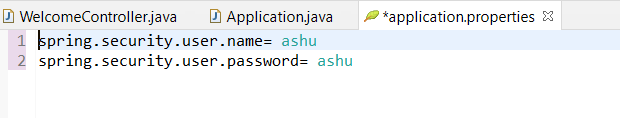 WelcomeController.java Application.java *application.properties
1 spring.security.user.name= ashu
2 spring.security.user.password= ashu